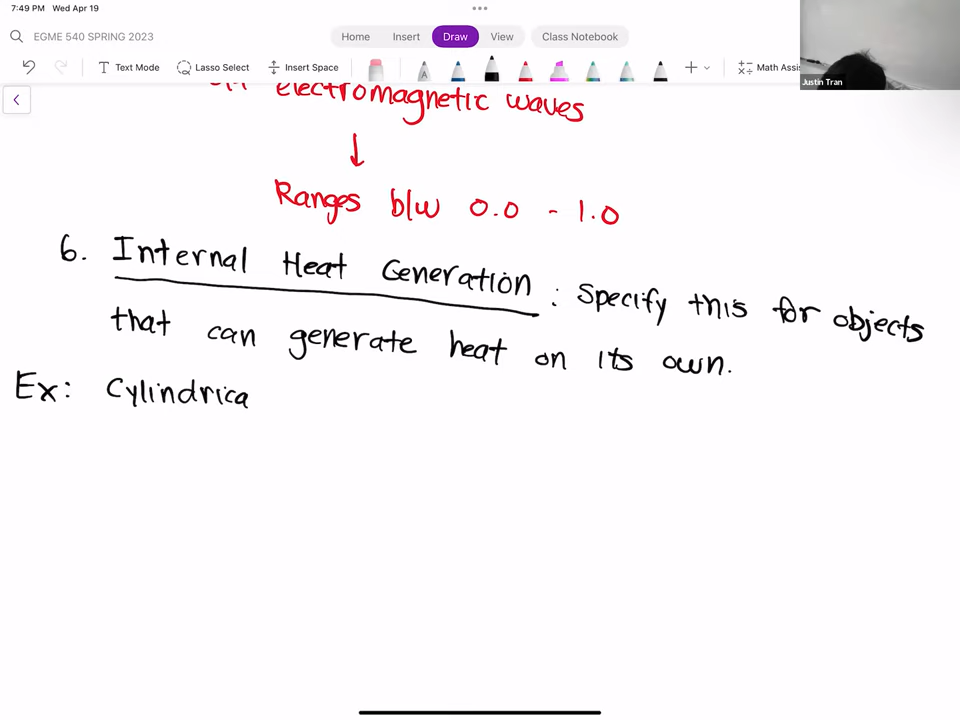 7:49 PM Wed Apr 19
EGME 540 SPRING 2023
Home Insert Draw View Class Notebook
Text Mode Lasso Select Insert Space Math Assis
Justin Tran
electromagnetic waves
↓
Ranges b/w 0.0 - 1.0
6. Internal Heat Generation : Specify this for objects
that can generate heat on its own.
Ex: Cylindrica